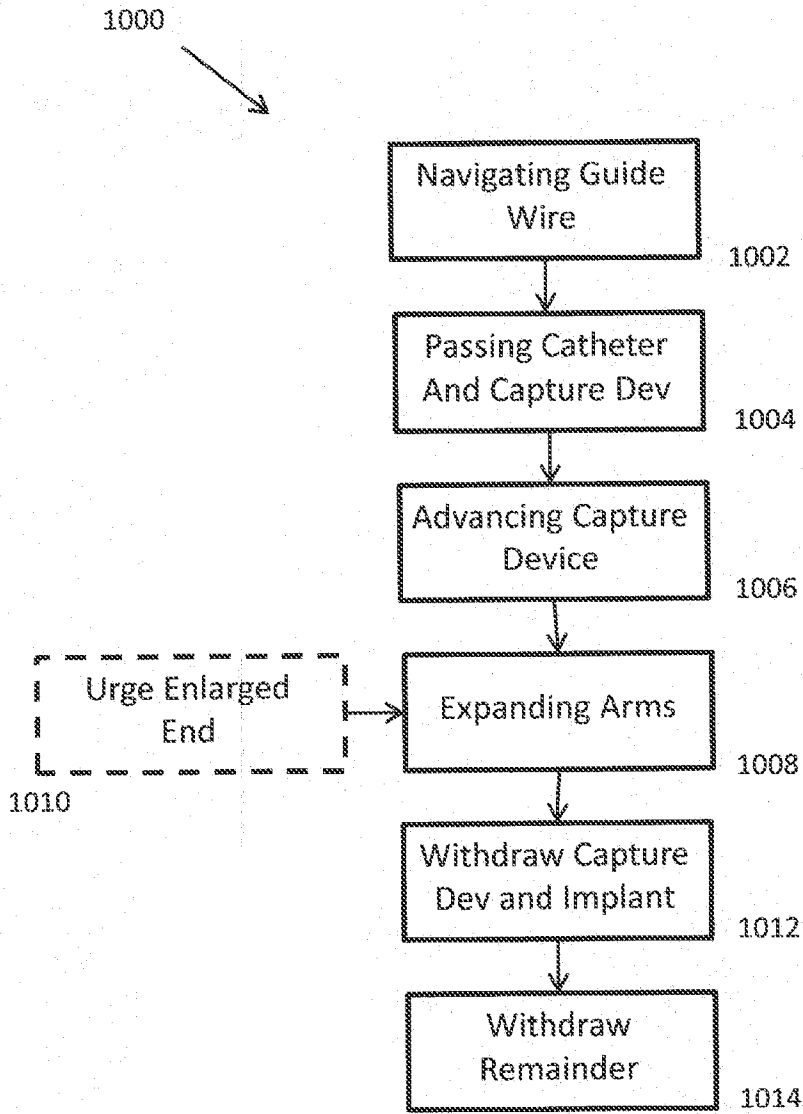 1000
Navigating Guide
Wire
1002
Passing Catheter
And Capture Dev
1004
Advancing Capture
Device
1006
Urge Enlarged
End
1010
Expanding Arms
1008
Withdraw Capture
Dev and Implant
1012
Withdraw
Remainder
1014